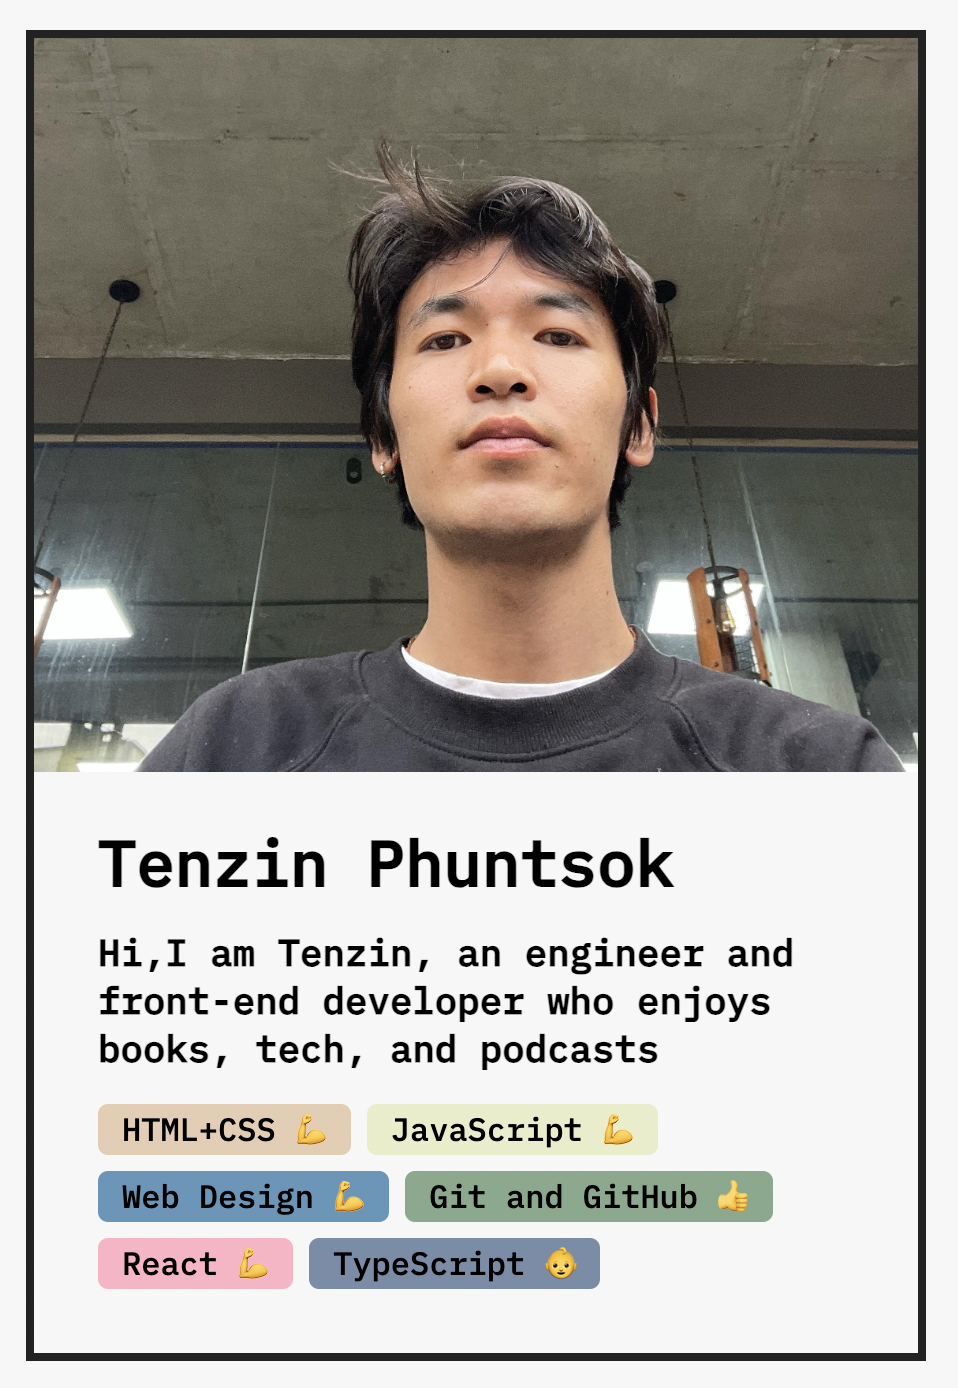 Tenzin Phuntsok
Hi,I am Tenzin, an engineer and
front-end developer who enjoys
books, tech, and podcasts
HTML+CSS 💪 JavaScript 💪
Web Design 💪 Git and GitHub 👍
React 💪 TypeScript 👶